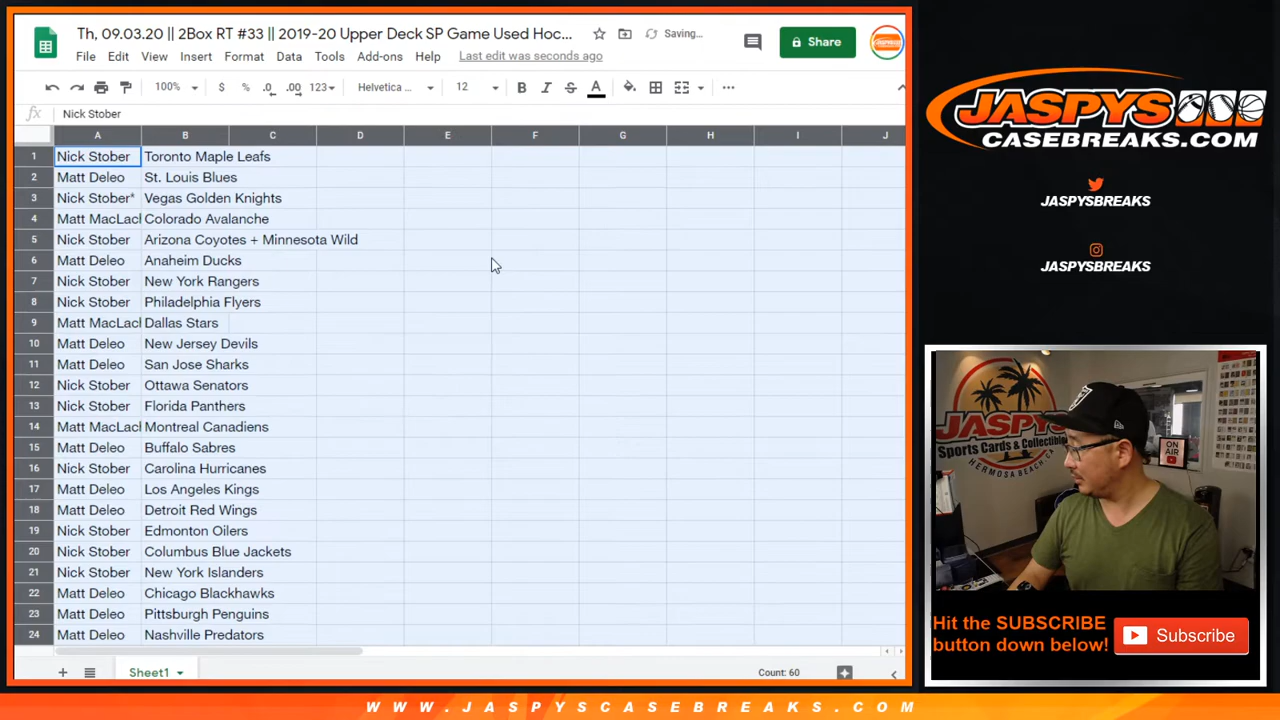 Th, 09.03.20 || 2Box RT #33 || 2019-20 Upper Deck SP Game Used Hoc... Saving... Share
File Edit View Insert Format Data Tools Add-ons Help Last edit was seconds ago
100% $ % .0 .00 123 Helvetica ... 12 B I S A
fx Nick Stober
A B C D E F G H I J
1 Nick Stober Toronto Maple Leafs
2 Matt Deleo St. Louis Blues
3 Nick Stober* Vegas Golden Knights
4 Matt MacLacl Colorado Avalanche
5 Nick Stober Arizona Coyotes + Minnesota Wild
6 Matt Deleo Anaheim Ducks
7 Nick Stober New York Rangers
8 Nick Stober Philadelphia Flyers
9 Matt MacLacl Dallas Stars
10 Matt Deleo New Jersey Devils
11 Matt Deleo San Jose Sharks
12 Nick Stober Ottawa Senators
13 Nick Stober Florida Panthers
14 Matt MacLacl Montreal Canadiens
15 Matt Deleo Buffalo Sabres
16 Nick Stober Carolina Hurricanes
17 Matt Deleo Los Angeles Kings
18 Matt Deleo Detroit Red Wings
19 Nick Stober Edmonton Oilers
20 Nick Stober Columbus Blue Jackets
21 Nick Stober New York Islanders
22 Matt Deleo Chicago Blackhawks
23 Matt Deleo Pittsburgh Penguins
24 Matt Deleo Nashville Predators
Sheet1 Count: 60
JASPYS
CASEBREAKS.COM
JASPYSBREAKS
JASPYSBREAKS
JASPYS
Sports Cards & Collectibles
HERMOSA BEACH, CA
ON
AIR
Hit the SUBSCRIBE
button down below!
Subscribe
WWW.JASPYSCASEBREAKS.COM